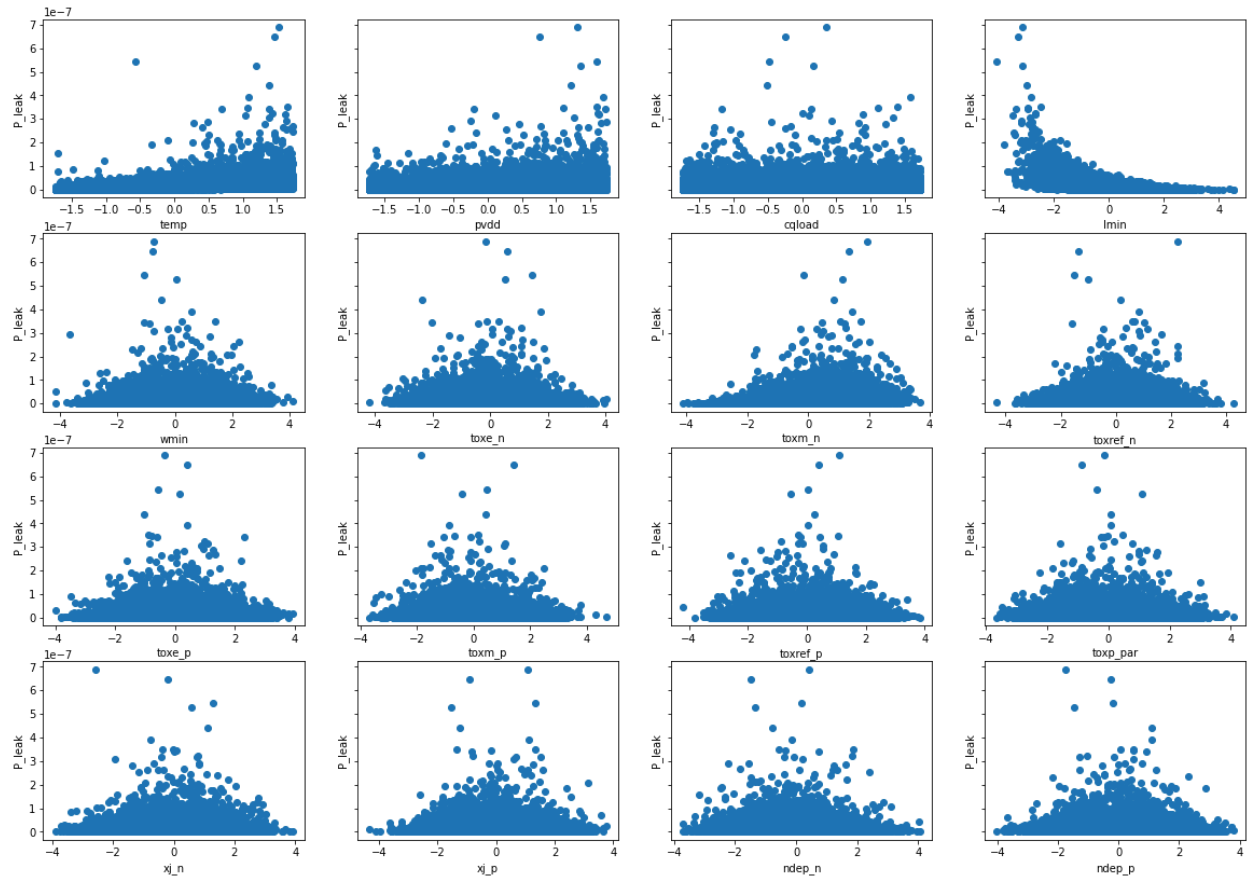 1e−7
7
6
5
4
3
2
1
0
P_leak
−1.5 −1.0 −0.5 0.0 0.5 1.0 1.5
temp
P_leak
−1.5 −1.0 −0.5 0.0 0.5 1.0 1.5
pvdd
P_leak
−1.5 −1.0 −0.5 0.0 0.5 1.0 1.5
cqload
P_leak
−4 −2 0 2 4
lmin
1e−7
7
6
5
4
3
2
1
0
P_leak
−4 −2 0 2 4
wmin
P_leak
−4 −2 0 2 4
toxe_n
P_leak
−4 −2 0 2 4
toxm_n
P_leak
−4 −2 0 2 4
toxref_n
1e−7
7
6
5
4
3
2
1
0
P_leak
−4 −2 0 2 4
toxe_p
P_leak
−4 −2 0 2 4
toxm_p
P_leak
−4 −2 0 2 4
toxref_p
P_leak
−4 −2 0 2 4
toxp_par
1e−7
7
6
5
4
3
2
1
0
P_leak
−4 −2 0 2 4
xj_n
P_leak
−4 −2 0 2 4
xj_p
P_leak
−4 −2 0 2 4
ndep_n
P_leak
−4 −2 0 2 4
ndep_p